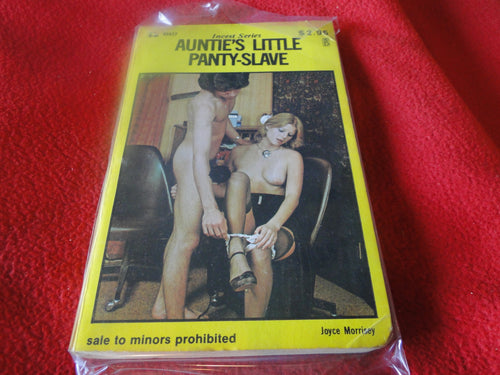 Incest Series
$2.95
AUNTIE'S LITTLE
PANTY-SLAVE
Joyce Morrisey
sale to minors prohibited